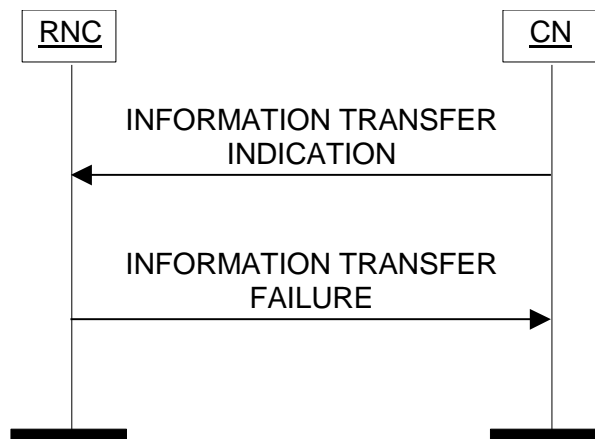 RNC
CN
INFORMATION TRANSFER
INDICATION
INFORMATION TRANSFER
FAILURE